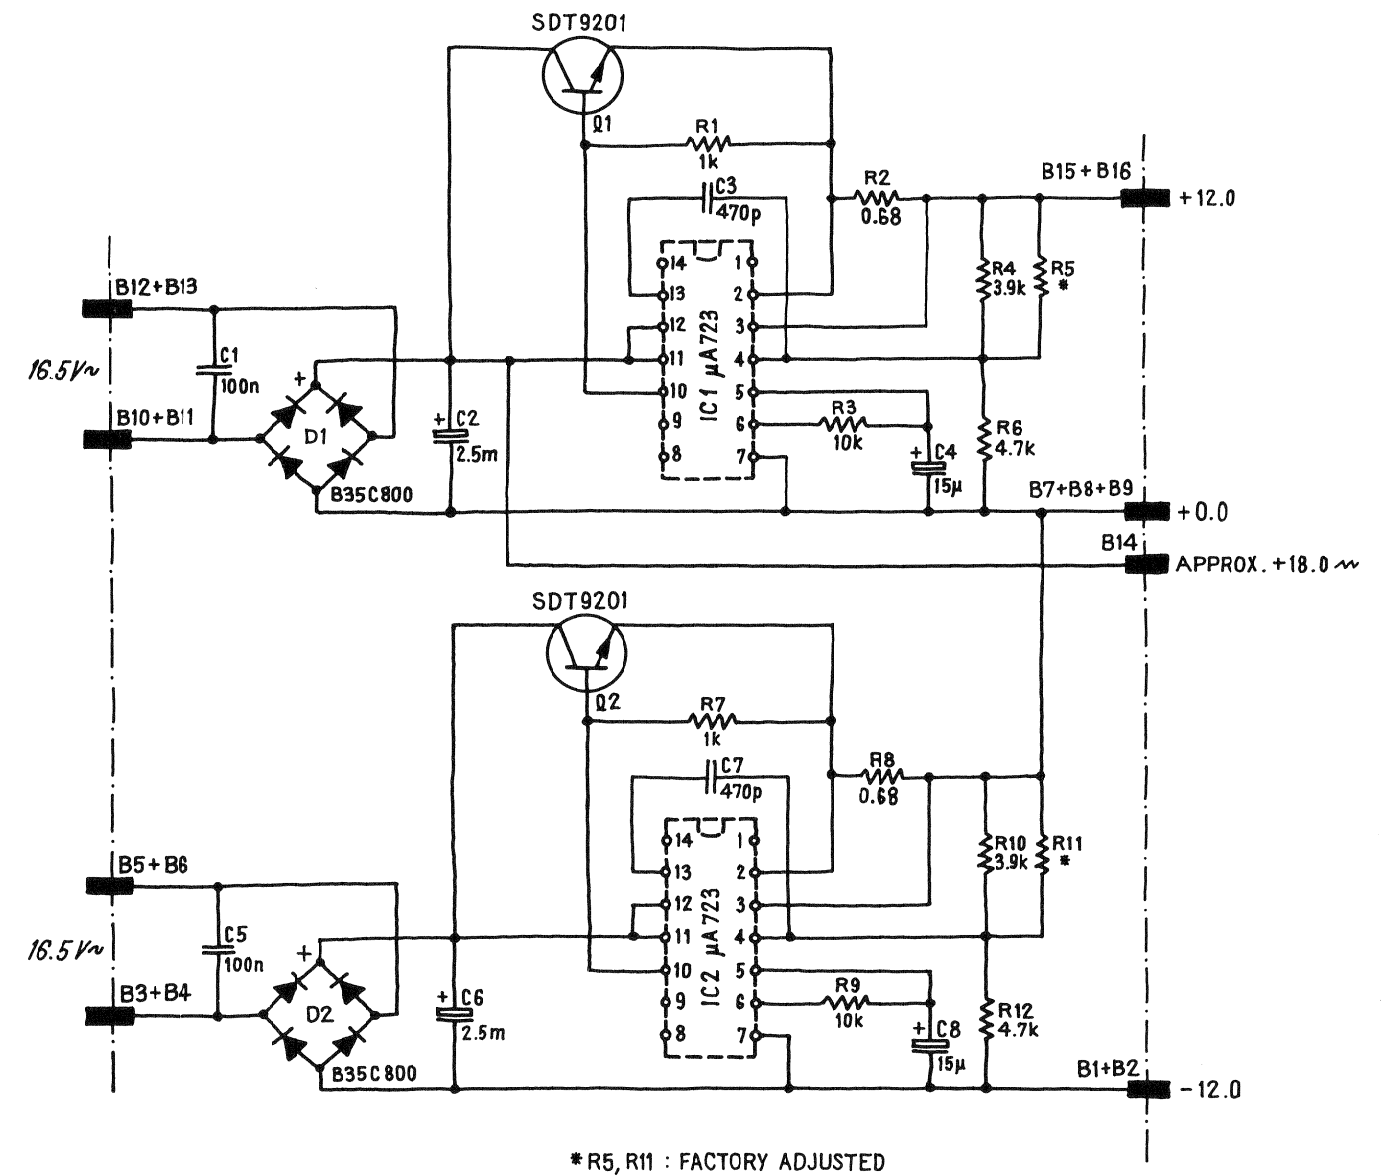 SDT9201
Q1
R1
1k
C3
470p
R2
0.68
B15+B16
+12.0
B12+B13
16.5V~
C1
100n
B10+B11
+
D1
B35C800
+
C2
2.5m
14
13
12
11
10
9
8
IC1 µA723
1
2
3
4
5
6
7
R4
3.9k
R5
*
R3
10k
R6
4.7k
+
C4
15µ
B7+B8+B9
+0.0
B14
APPROX. +18.0
SDT9201
Q2
R7
1k
C7
470p
R8
0.68
B5+B6
16.5V~
C5
100n
B3+B4
+
D2
B35C800
+
C6
2.5m
14
13
12
11
10
9
8
IC2 µA723
1
2
3
4
5
6
7
R10
3.9k
R11
*
R9
10k
R12
4.7k
+
C8
15µ
B1+B2
-12.0
* R5, R11 : FACTORY ADJUSTED